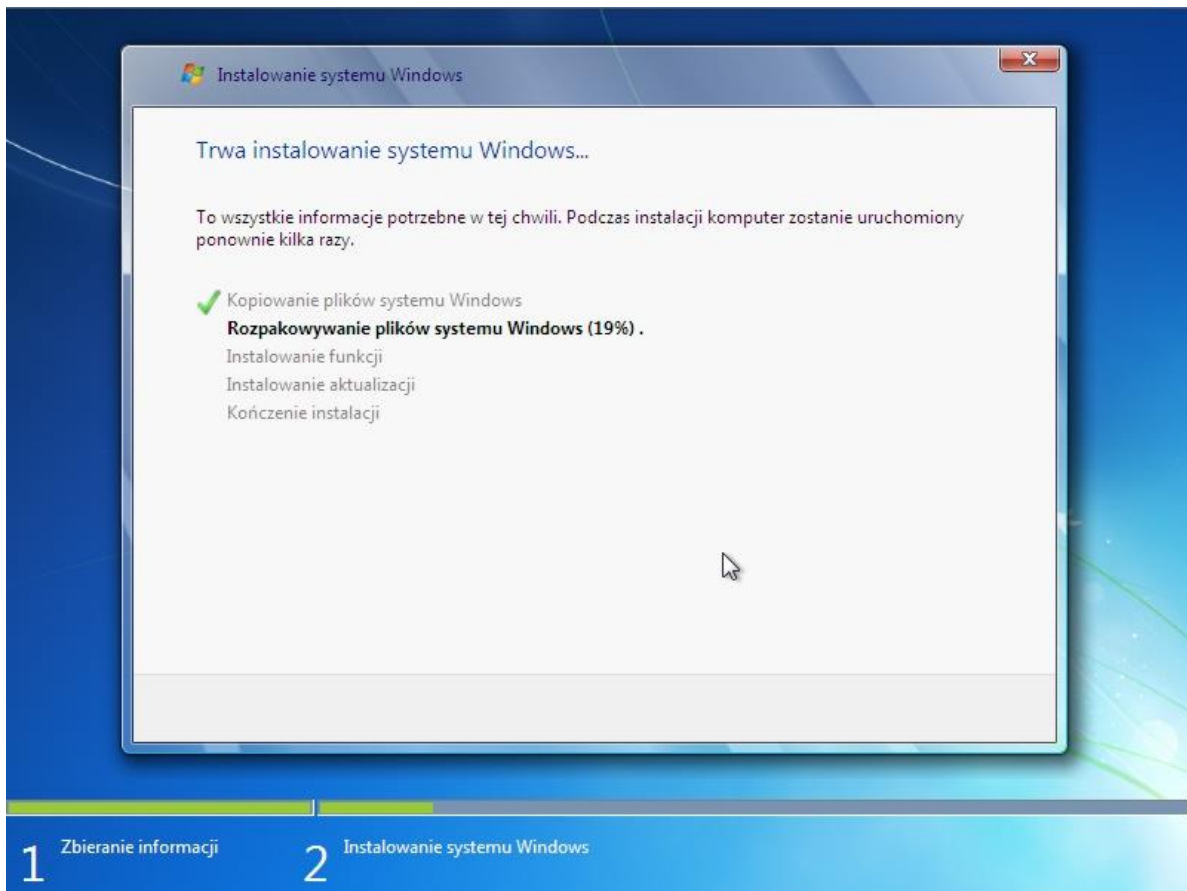 Instalowanie systemu Windows
Trwa instalowanie systemu Windows...
To wszystkie informacje potrzebne w tej chwili. Podczas instalacji komputer zostanie uruchomiony
ponownie kilka razy.
Kopiowanie plików systemu Windows
Rozpakowywanie plików systemu Windows (19%) .
Instalowanie funkcji
Instalowanie aktualizacji
Kończenie instalacji
1 Zbieranie informacji 2 Instalowanie systemu Windows